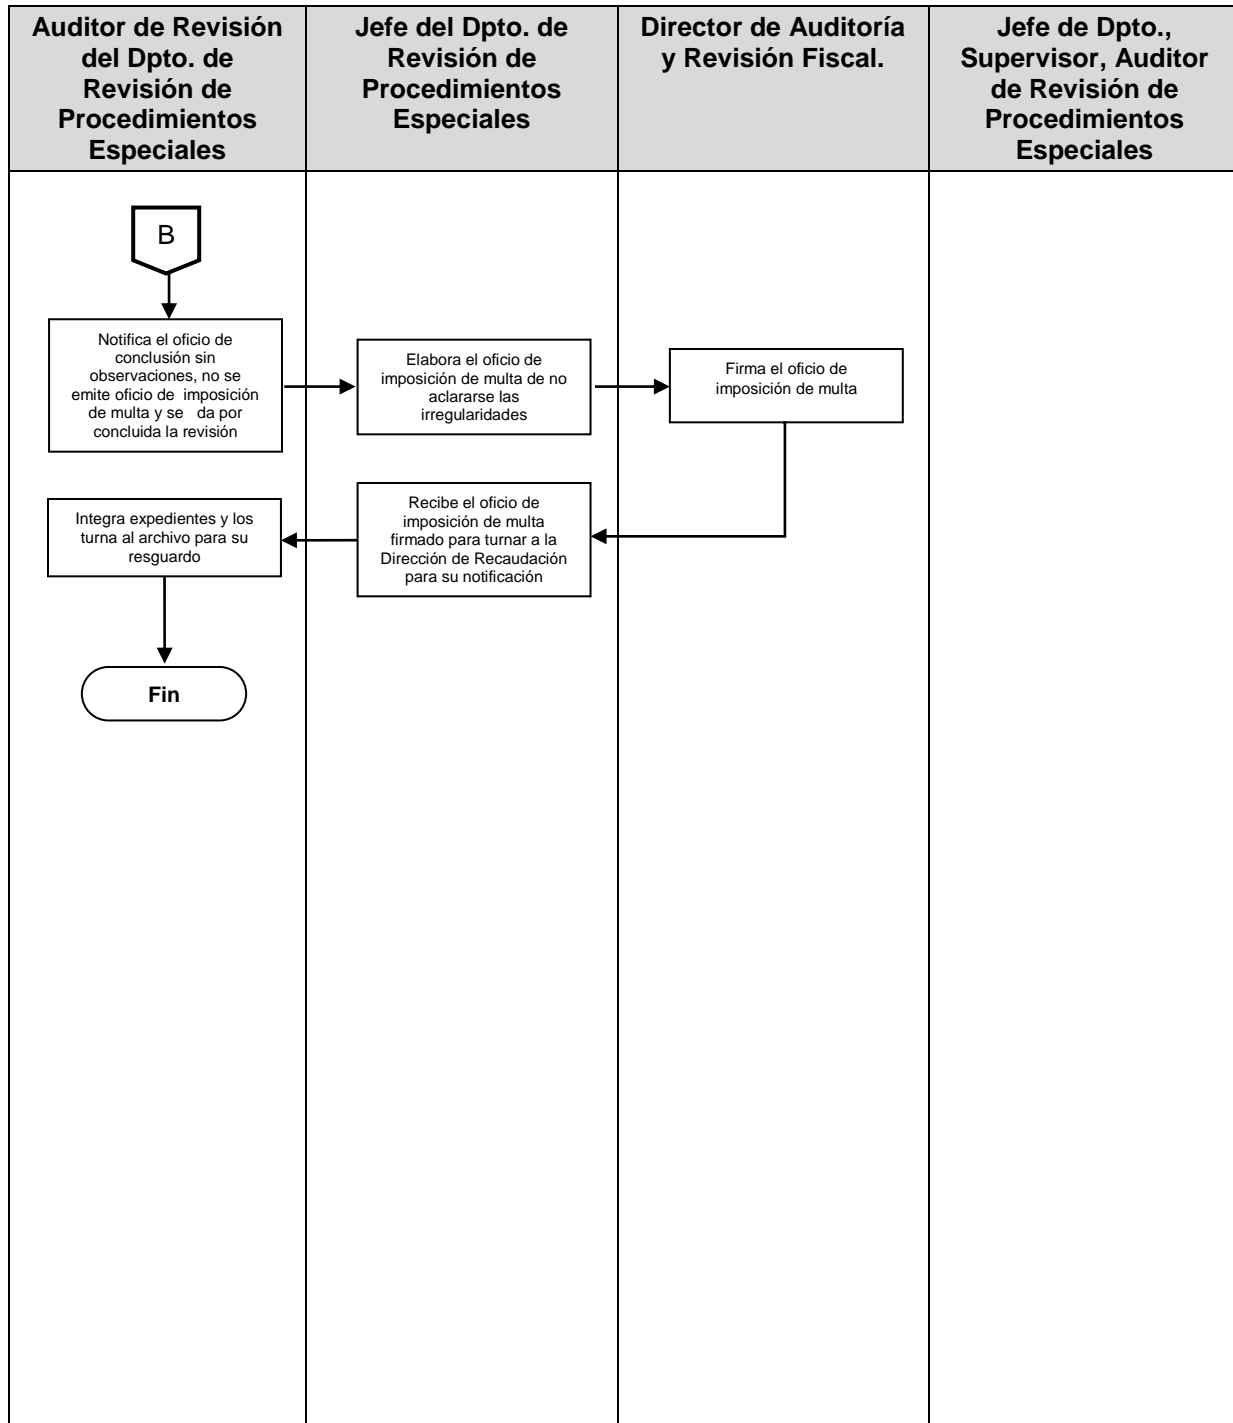 Auditor de Revisión
del Dpto. de
Revisión de
Procedimientos
Especiales
Jefe del Dpto. de
Revisión de
Procedimientos
Especiales
Director de Auditoría
y Revisión Fiscal.
Jefe de Dpto.,
Supervisor, Auditor
de Revisión de
Procedimientos
Especiales
B
Notifica el oficio de
conclusión sin
observaciones, no se
emite oficio de imposición
de multa y se da por
concluida la revisión
Elabora el oficio de
imposición de multa de no
aclararse las
irregularidades
Firma el oficio de
imposición de multa
Recibe el oficio de
imposición de multa
firmado para turnar a la
Dirección de Recaudación
para su notificación
Integra expedientes y los
turna al archivo para su
resguardo
Fin